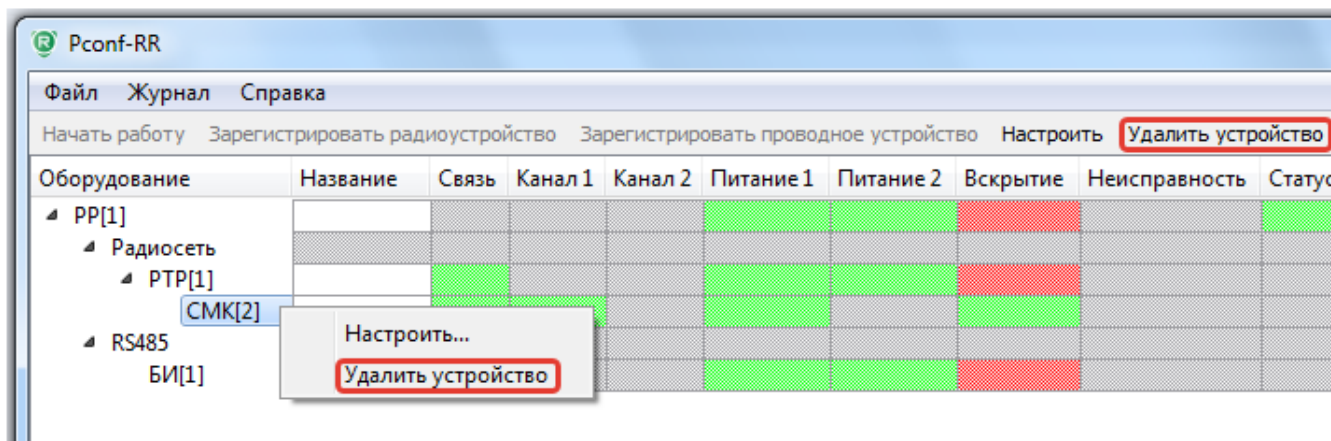 Pconf-RR
Файл Журнал Справка
Начать работу Зарегистрировать радиоустройство Зарегистрировать проводное устройство Настроить Удалить устройство
Оборудование Название Связь Канал 1 Канал 2 Питание 1 Питание 2 Вскрытие Неисправность Статус
РР[1]
Радиосеть
РТР[1]
СМК[2]
Настроить...
RS485
БИ[1] Удалить устройство